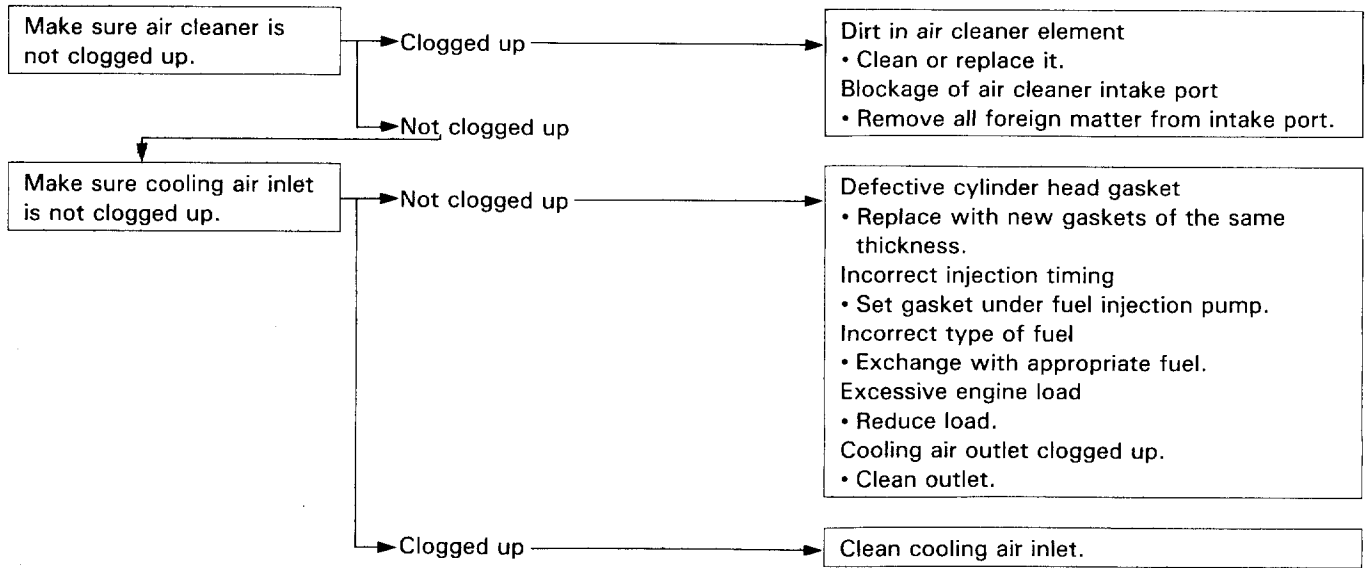 Make sure air cleaner is
not clogged up.
Clogged up
Dirt in air cleaner element
• Clean or replace it.
Blockage of air cleaner intake port
• Remove all foreign matter from intake port.
Not clogged up
Make sure cooling air inlet
is not clogged up.
Not clogged up
Defective cylinder head gasket
• Replace with new gaskets of the same
thickness.
Incorrect injection timing
• Set gasket under fuel injection pump.
Incorrect type of fuel
• Exchange with appropriate fuel.
Excessive engine load
• Reduce load.
Cooling air outlet clogged up.
• Clean outlet.
Clogged up
Clean cooling air inlet.